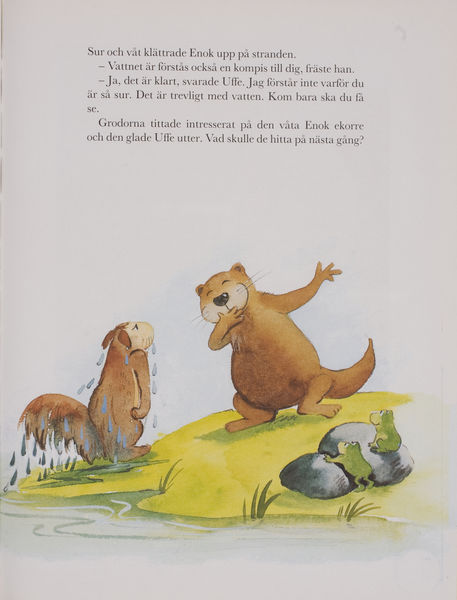 Sur och våt klättrade Enok upp på stranden.
– Vattnet är förstås också en kompis till dig, fräste han.
– Ja, det är klart, svarade Uffe. Jag förstår inte varför du
är så sur. Det är trevligt med vatten. Kom bara ska du få
se.
Grodorna tittade intresserat på den våta Enok ekorre
och den glade Uffe utter. Vad skulle de hitta på nästa gång?